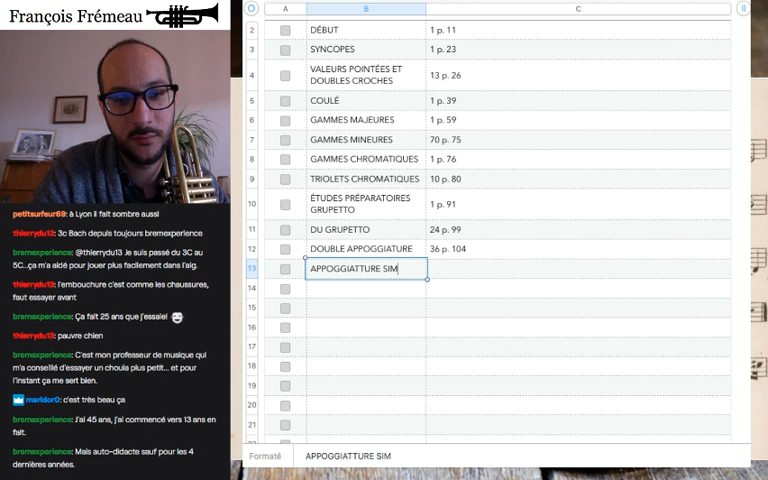 François Frémeau
petitsurfeur69: à Lyon il fait sombre aussi
thierrydu13: 3c Bach depuis toujours bremexperience
bremexperience: @thierrydu13 Je suis passé du 3C au
5C...ça m'a aidé pour jouer plus facilement dans l'aig.
thierrydu13: l'embouchure c'est comme les chaussures,
faut essayer avant
bremexperience: Ça fait 25 ans que j'essaie!
thierrydu13: pauvre chien
bremexperience: C'est mon professeur de musique qui
m'a conseillé d'essayer un chouïa plus petit... et pour
l'instant ça me sert bien.
maridor0: c'est très beau ça
bremexperience: J'ai 45 ans, j'ai commencé vers 13 ans en
fait.
bremexperience: Mais auto-didacte sauf pour les 4
dernières années.
A B C
2 DÉBUT 1 p. 11
3 SYNCOPES 1 p. 23
4 VALEURS POINTÉES ET
DOUBLES CROCHES 13 p. 26
5 COULÉ 1 p. 39
6 GAMMES MAJEURES 1 p. 59
7 GAMMES MINEURES 70 p. 75
8 GAMMES CHROMATIQUES 1 p. 76
9 TRIOLETS CHROMATIQUES 10 p. 80
10 ÉTUDES PRÉPARATOIRES
GRUPETTO 1 p. 91
11 DU GRUPETTO 24 p. 99
12 DOUBLE APPOGGIATURE 36 p. 104
13 APPOGGIATTURE SIM
14
15
16
17
18
19
20
21
Formaté APPOGGIATTURE SIM